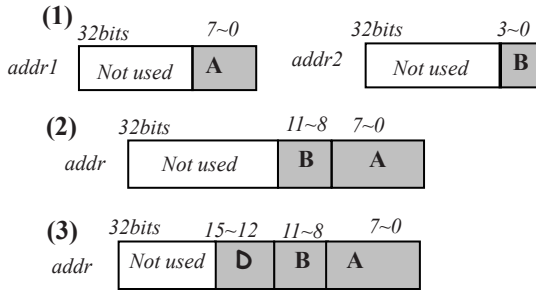 (1)
32bits 7~0 32bits 3~0
addr1 Not used A addr2 Not used B
(2)
32bits 11~8 7~0
addr Not used B A
(3)
32bits 15~12 11~8 7~0
addr Not used D B A